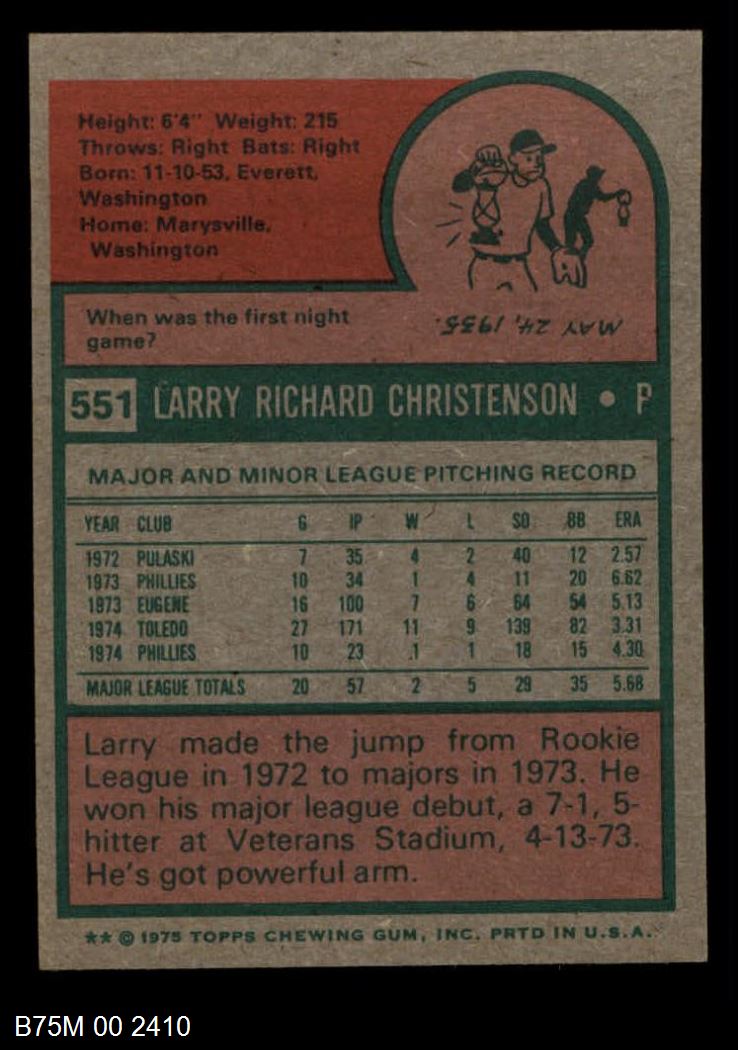 Height: 6'4" Weight: 215
Throws: Right Bats: Right
Born: 11-10-53, Everett,
Washington
Home: Marysville,
Washington
When was the first night
game?
MAY 24, 1935.
551 LARRY RICHARD CHRISTENSON • P
MAJOR AND MINOR LEAGUE PITCHING RECORD
YEAR CLUB G IP W L SO BB ERA
1972 PULASKI 7 35 4 2 40 12 2.57
1973 PHILLIES 10 34 1 4 11 20 6.62
1973 EUGENE 16 100 7 6 64 54 5.13
1974 TOLEDO 27 171 11 9 139 82 3.31
1974 PHILLIES 10 23 1 1 18 15 4.30
MAJOR LEAGUE TOTALS 20 57 2 5 29 35 5.68
Larry made the jump from Rookie
League in 1972 to majors in 1973. He
won his major league debut, a 7-1, 5-
hitter at Veterans Stadium, 4-13-73.
He's got powerful arm.
** © 1975 TOPPS CHEWING GUM, INC. PRTD IN U.S.A.
B75M 00 2410